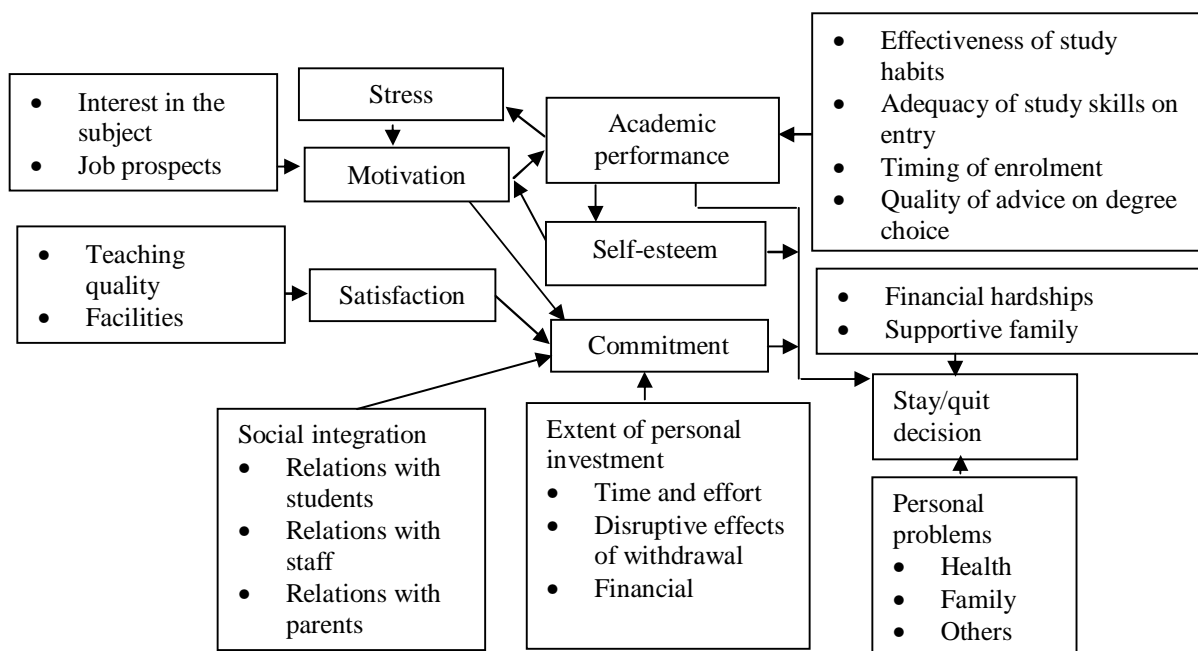 Stress
• Interest in the
subject
• Job prospects
Motivation
Academic
performance
• Effectiveness of study
habits
• Adequacy of study skills on
entry
• Timing of enrolment
• Quality of advice on degree
choice
• Teaching
quality
• Facilities
Satisfaction
Self-esteem
Commitment
• Financial hardships
• Supportive family
Stay/quit
decision
Social integration
• Relations with
students
• Relations with
staff
• Relations with
parents
Extent of personal
investment
• Time and effort
• Disruptive effects
of withdrawal
• Financial
Personal
problems
• Health
• Family
• Others